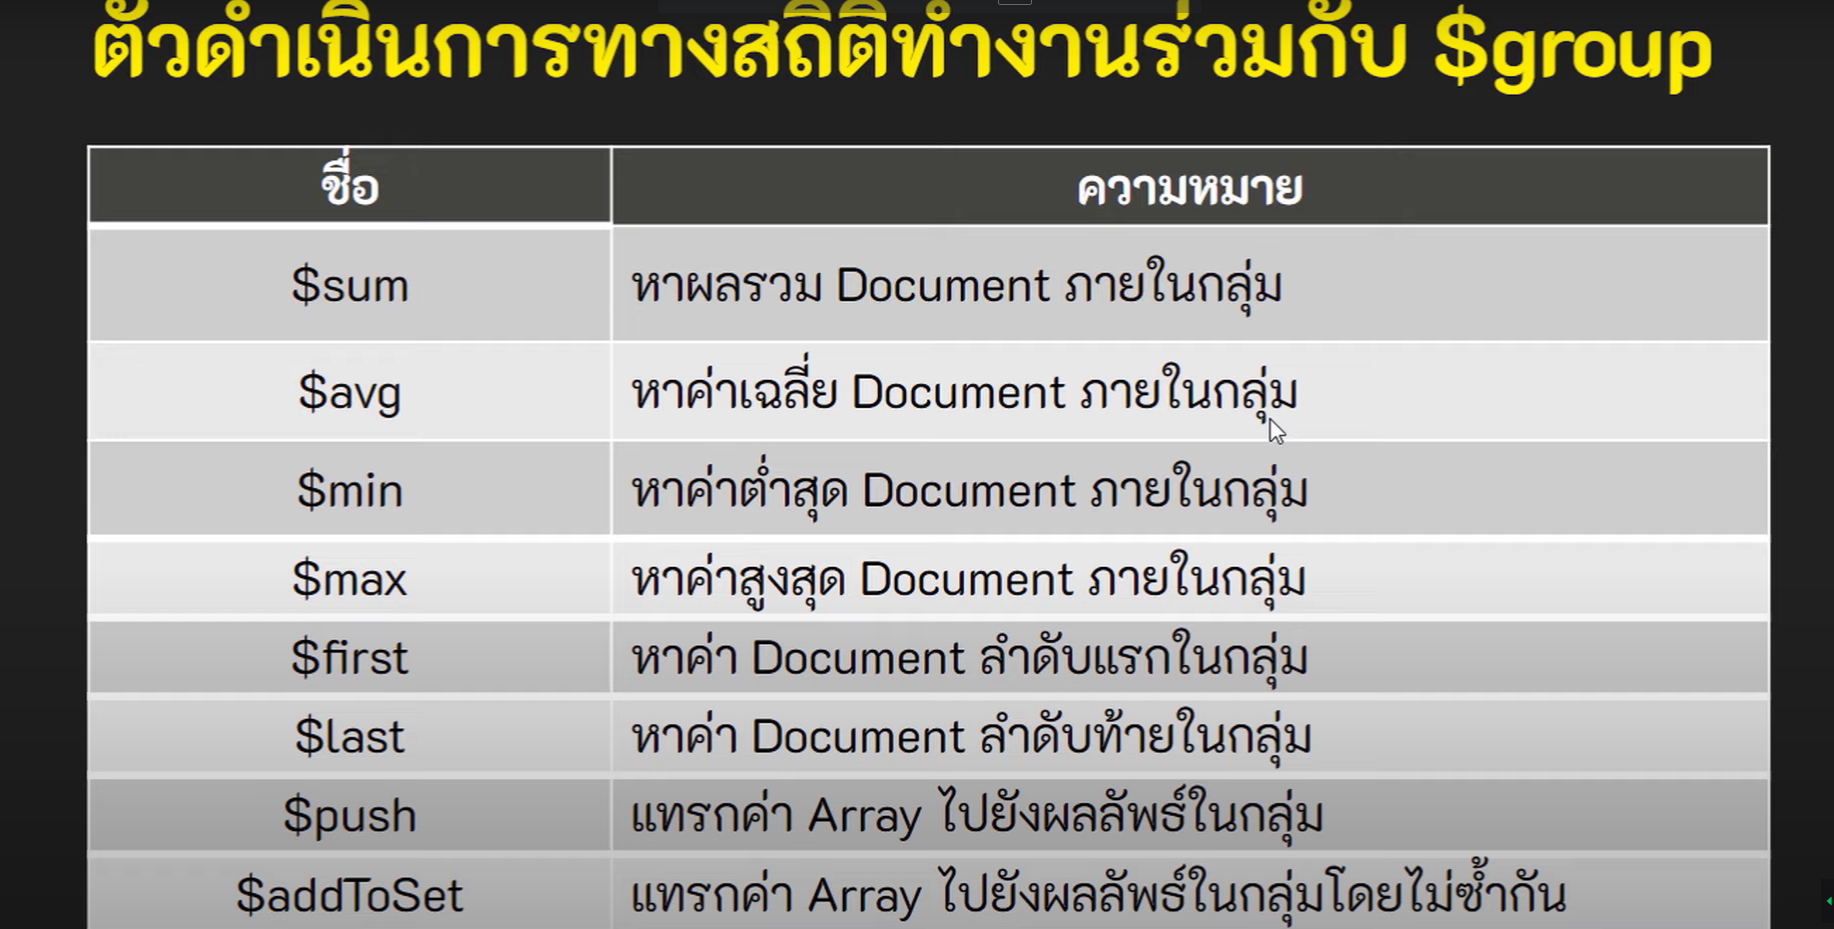 ตัวดำเนินการทางสถิติทำงานร่วมกับ $group
ชื่อ ความหมาย
$sum หาผลรวม Document ภายในกลุ่ม
$avg หาค่าเฉลี่ย Document ภายในกลุ่ม
$min หาค่าต่ำสุด Document ภายในกลุ่ม
$max หาค่าสูงสุด Document ภายในกลุ่ม
$first หาค่า Document ลำดับแรกในกลุ่ม
$last หาค่า Document ลำดับท้ายในกลุ่ม
$push แทรกค่า Array ไปยังผลลัพธ์ในกลุ่ม
$addToSet แทรกค่า Array ไปยังผลลัพธ์ในกลุ่มโดยไม่ซ้ำกัน